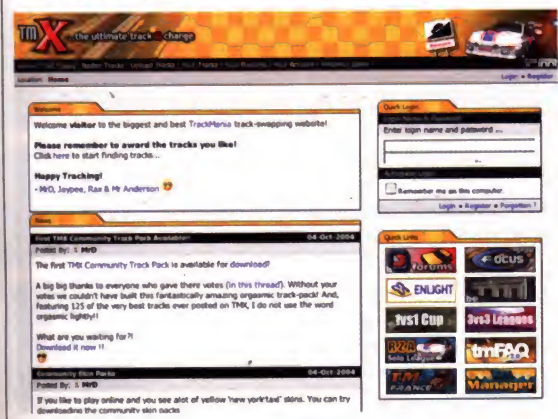 TMX the ultimate track change
Location: Home
Login Register
Welcome
Welcome visitor to the biggest and best TrackMania track-swapping website!
Please remember to award the tracks you like!
Click here to start finding tracks...
Happy Tracking!
- MrD, Jaypee, Rax & Mr Anderson
Quick Login
Enter login name and password ...
Remember me on this computer
Login Register Forgotten ?
News
First TMX Community Track Pack Available! 04-Oct-2004
Posted By: MrD
The first TMX Community Track Pack is available for download!
A big big thanks to everyone who gave there votes (in this thread). Without your
votes we couldn't have built this fantastically amazing orgasmic track-pack! And,
featuring 125 of the very best tracks ever posted on TMX, I do not use the word
orgasmic lightly!!
What are you waiting for?!
Download it now !!
Community Skin Packs 04-Oct-2004
Posted By: MrD
If you like to play online and you see alot of yellow 'new york taxi' skins. You can try
downloading the community skin packs
Quick Links
forums
FOCUS
ENLIGHT
1vs1 Cup
3vs3 Leagues
Solo League
tmFAQ
FRANCE
Manager